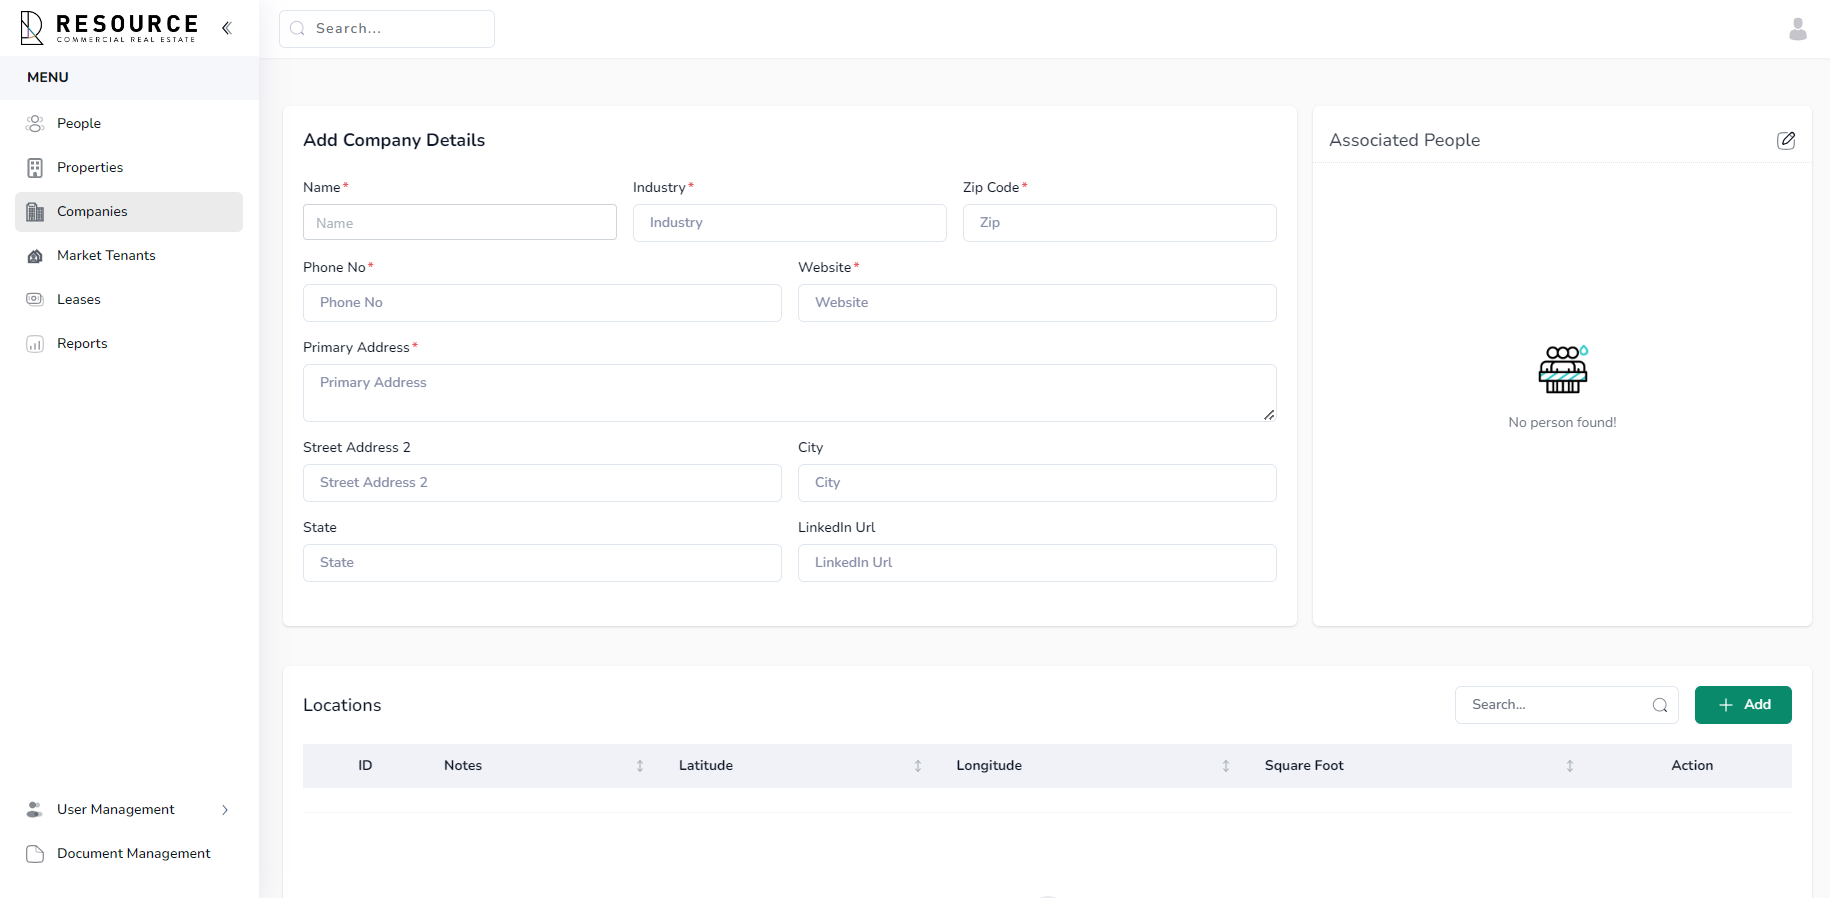 RESOURCE
COMMERCIAL REAL ESTATE
Search...
MENU
People
Properties
Companies
Market Tenants
Leases
Reports
User Management
Document Management
Add Company Details
Name*
Industry*
Zip Code*
Name
Industry
Zip
Phone No*
Website*
Phone No
Website
Primary Address*
Primary Address
Street Address 2
City
Street Address 2
City
State
LinkedIn Url
State
LinkedIn Url
Associated People
No person found!
Locations
Search...
Add
ID
Notes
Latitude
Longitude
Square Foot
Action